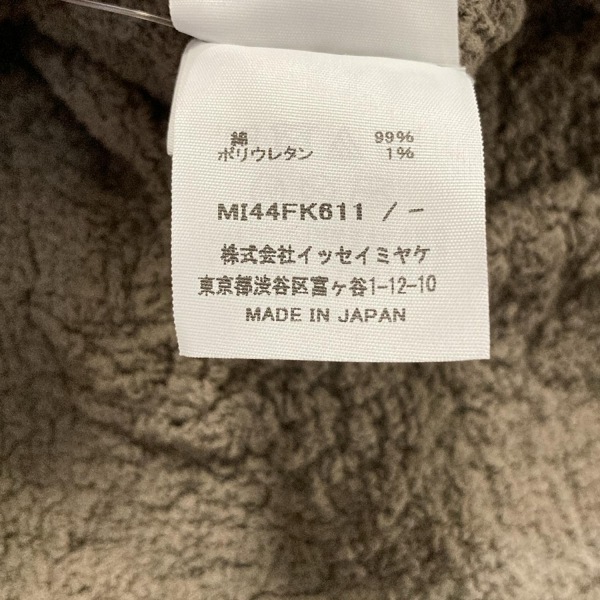 綿 99%
ポリウレタン 1%
MI44FK611 / -
株式会社イッセイミヤケ
東京都渋谷区富ヶ谷1-12-10
MADE IN JAPAN